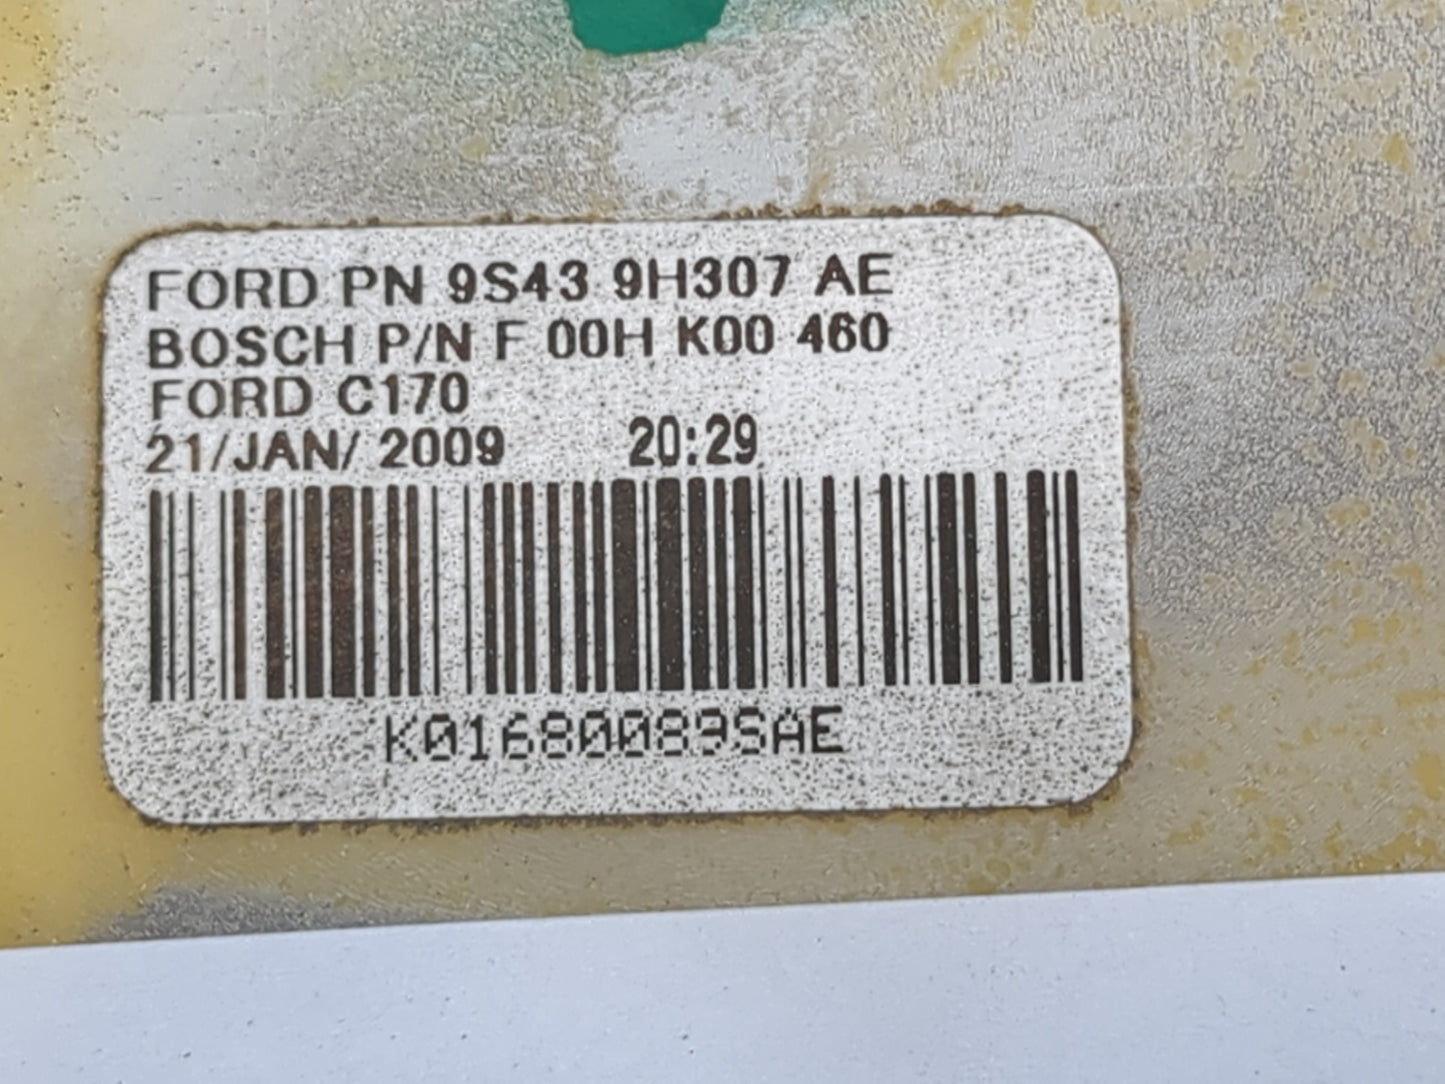 FORD PN 9S43 9H307 AE
BOSCH P/N F 00H K00 460
FORD C170
21/JAN/ 2009 20:29
K01680089SAE